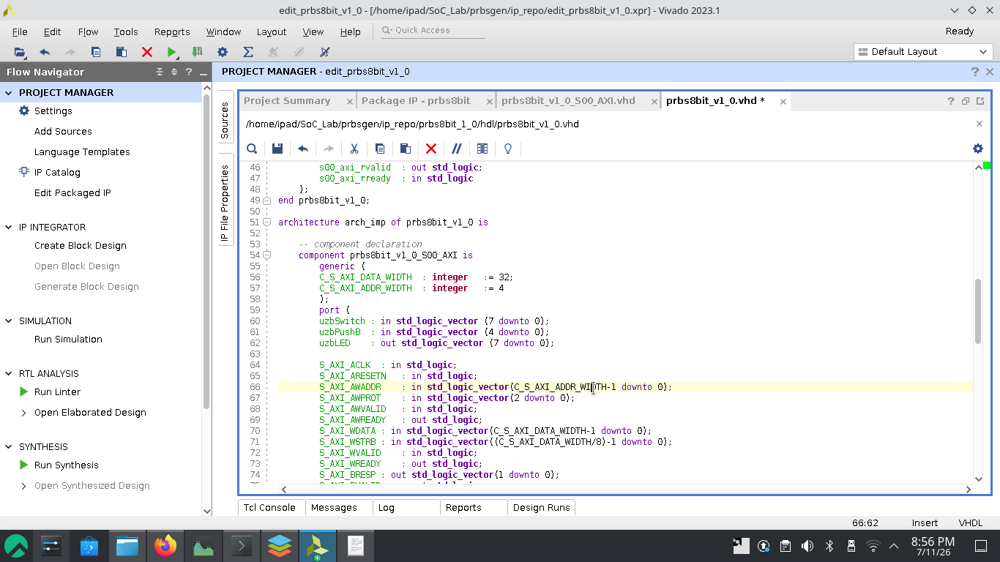 edit_prbs8bit_v1_0 - [/home/ipad/SoC_Lab/prbsgen/ip_repo/edit_prbs8bit_v1_0.xpr] - Vivado 2023.1
File Edit Flow Tools Reports Window Layout View Help Quick Access Ready
Default Layout
Flow Navigator
PROJECT MANAGER - edit_prbs8bit_v1_0
PROJECT MANAGER
Settings
Add Sources
Language Templates
IP Catalog
Edit Packaged IP
IP INTEGRATOR
Create Block Design
Open Block Design
Generate Block Design
SIMULATION
Run Simulation
RTL ANALYSIS
Run Linter
Open Elaborated Design
SYNTHESIS
Run Synthesis
Open Synthesized Design
Sources
IP File Properties
Project Summary Package IP - prbs8bit prbs8bit_v1_0_S00_AXI.vhd prbs8bit_v1_0.vhd *
/home/ipad/SoC_Lab/prbsgen/ip_repo/prbs8bit_1_0/hdl/prbs8bit_v1_0.vhd
46 s00_axi_rvalid : out std_logic;
47 s00_axi_rready : in std_logic
48 );
49 end prbs8bit_v1_0;
50
51 architecture arch_imp of prbs8bit_v1_0 is
52
53 -- component declaration
54 component prbs8bit_v1_0_S00_AXI is
55 generic (
56 C_S_AXI_DATA_WIDTH : integer := 32;
57 C_S_AXI_ADDR_WIDTH : integer := 4
58 );
59 port (
60 uzbSwitch : in std_logic_vector (7 downto 0);
61 uzbPushB : in std_logic_vector (4 downto 0);
62 uzbLED : out std_logic_vector (7 downto 0);
63
64 S_AXI_ACLK : in std_logic;
65 S_AXI_ARESETN : in std_logic;
66 S_AXI_AWADDR : in std_logic_vector(C_S_AXI_ADDR_WIDTH-1 downto 0);
67 S_AXI_AWPROT : in std_logic_vector(2 downto 0);
68 S_AXI_AWVALID : in std_logic;
69 S_AXI_AWREADY : out std_logic;
70 S_AXI_WDATA : in std_logic_vector(C_S_AXI_DATA_WIDTH-1 downto 0);
71 S_AXI_WSTRB : in std_logic_vector((C_S_AXI_DATA_WIDTH/8)-1 downto 0);
72 S_AXI_WVALID : in std_logic;
73 S_AXI_WREADY : out std_logic;
74 S_AXI_BRESP : out std_logic_vector(1 downto 0);
Tcl Console Messages Log Reports Design Runs
66:62 Insert VHDL
8:56 PM
7/11/26